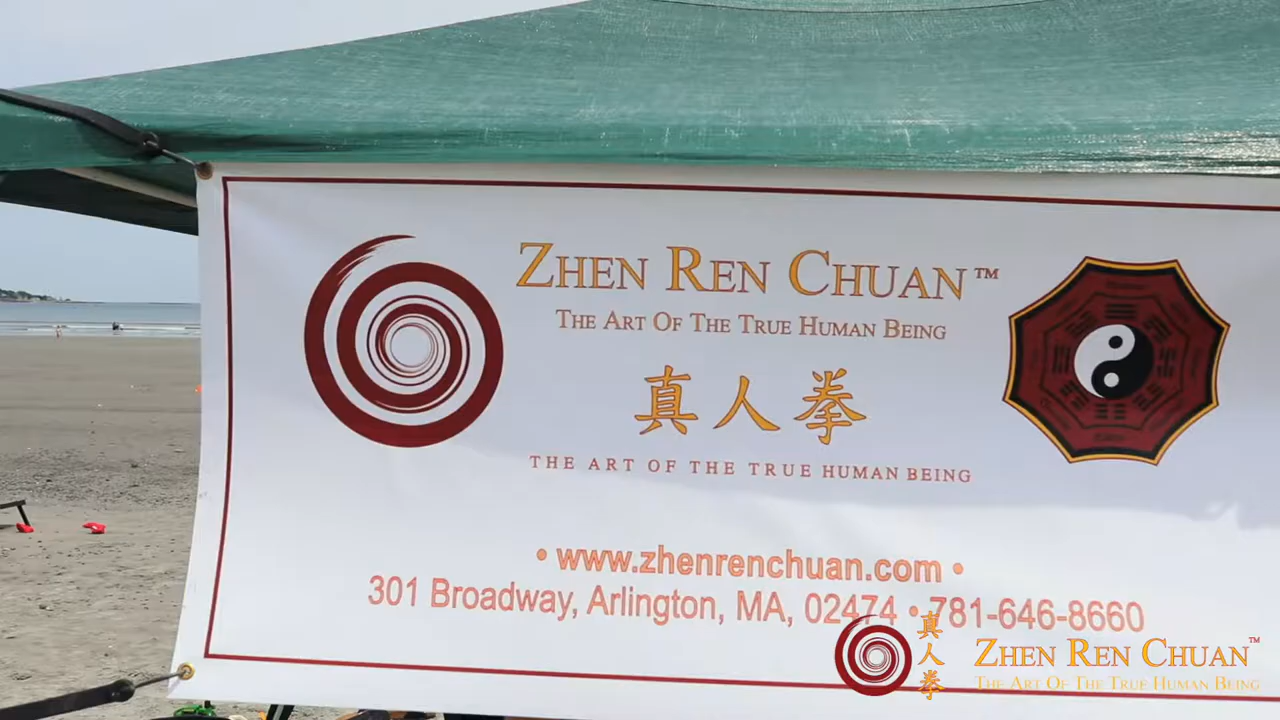 ZHEN REN CHUAN™
THE ART OF THE TRUE HUMAN BEING
真人拳
THE ART OF THE TRUE HUMAN BEING
• www.zhenrenchuan.com •
301 Broadway, Arlington, MA, 02474 • 781-646-8660
真人拳
ZHEN REN CHUAN™
THE ART OF THE TRUE HUMAN BEING